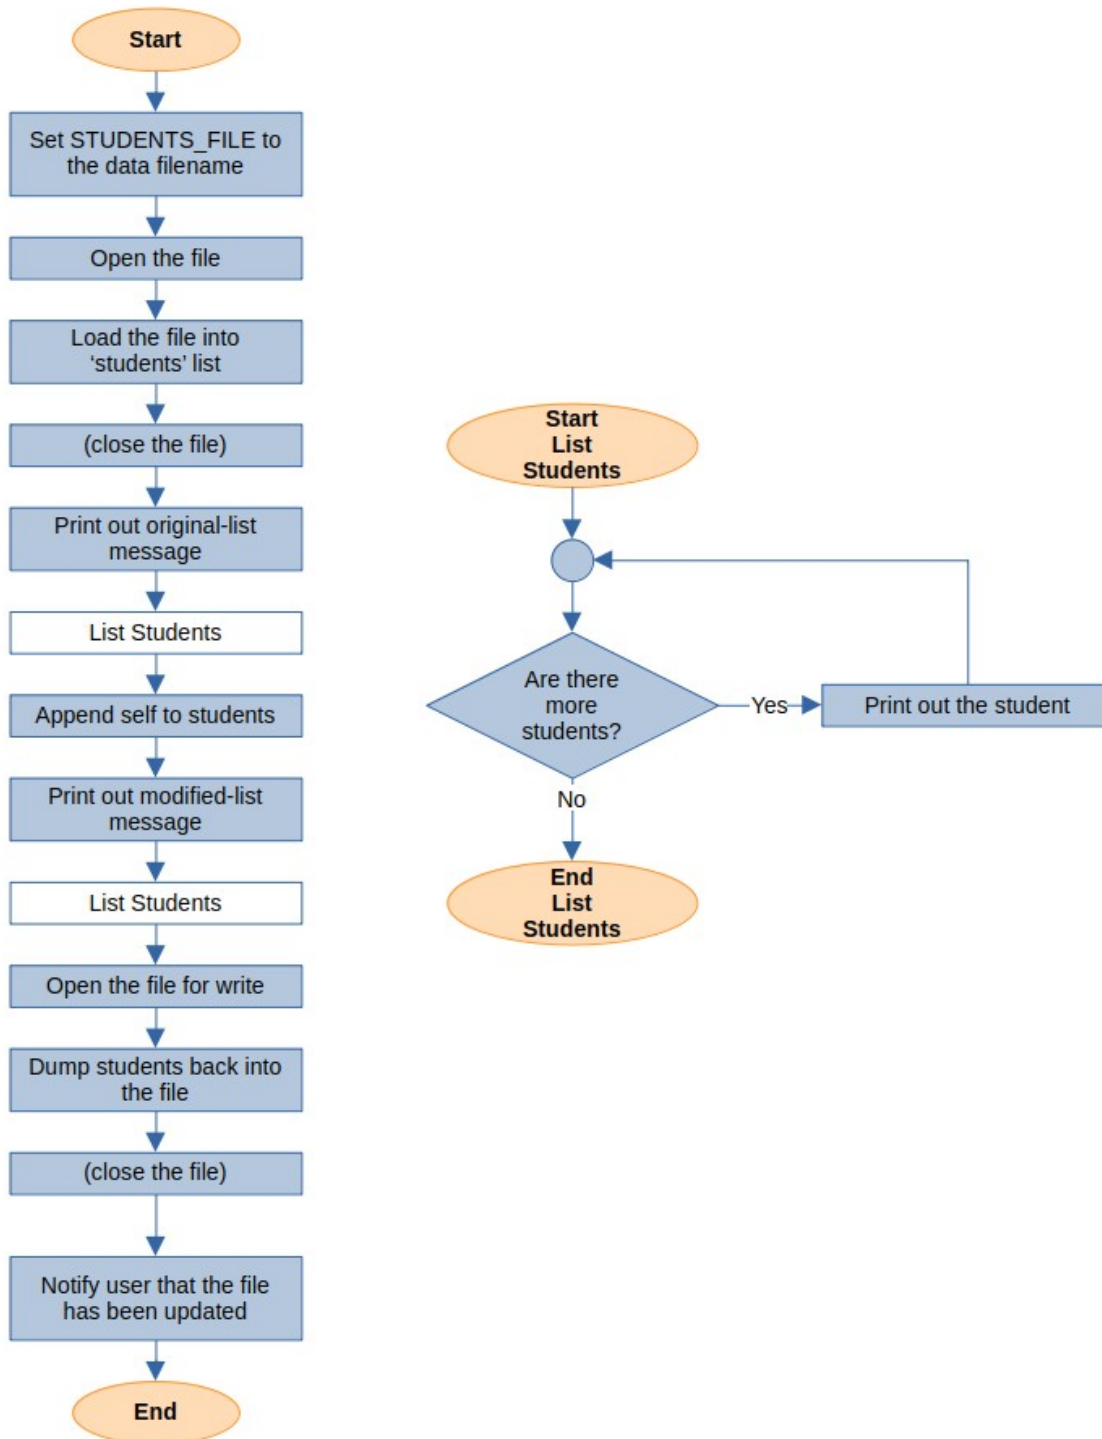 Start
Set STUDENTS_FILE to
the data filename
Open the file
Load the file into
‘students’ list
(close the file)
Print out original-list
message
List Students
Append self to students
Print out modified-list
message
List Students
Open the file for write
Dump students back into
the file
(close the file)
Notify user that the file
has been updated
End
Start
List
Students
Are there
more
students?
Yes
Print out the student
No
End
List
Students